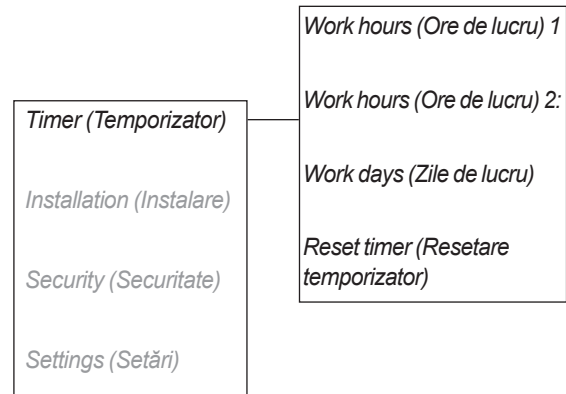 Timer (Temporizator)
Installation (Instalare)
Security (Securitate)
Settings (Setări)
Work hours (Ore de lucru) 1
Work hours (Ore de lucru) 2:
Work days (Zile de lucru)
Reset timer (Resetare
temporizator)